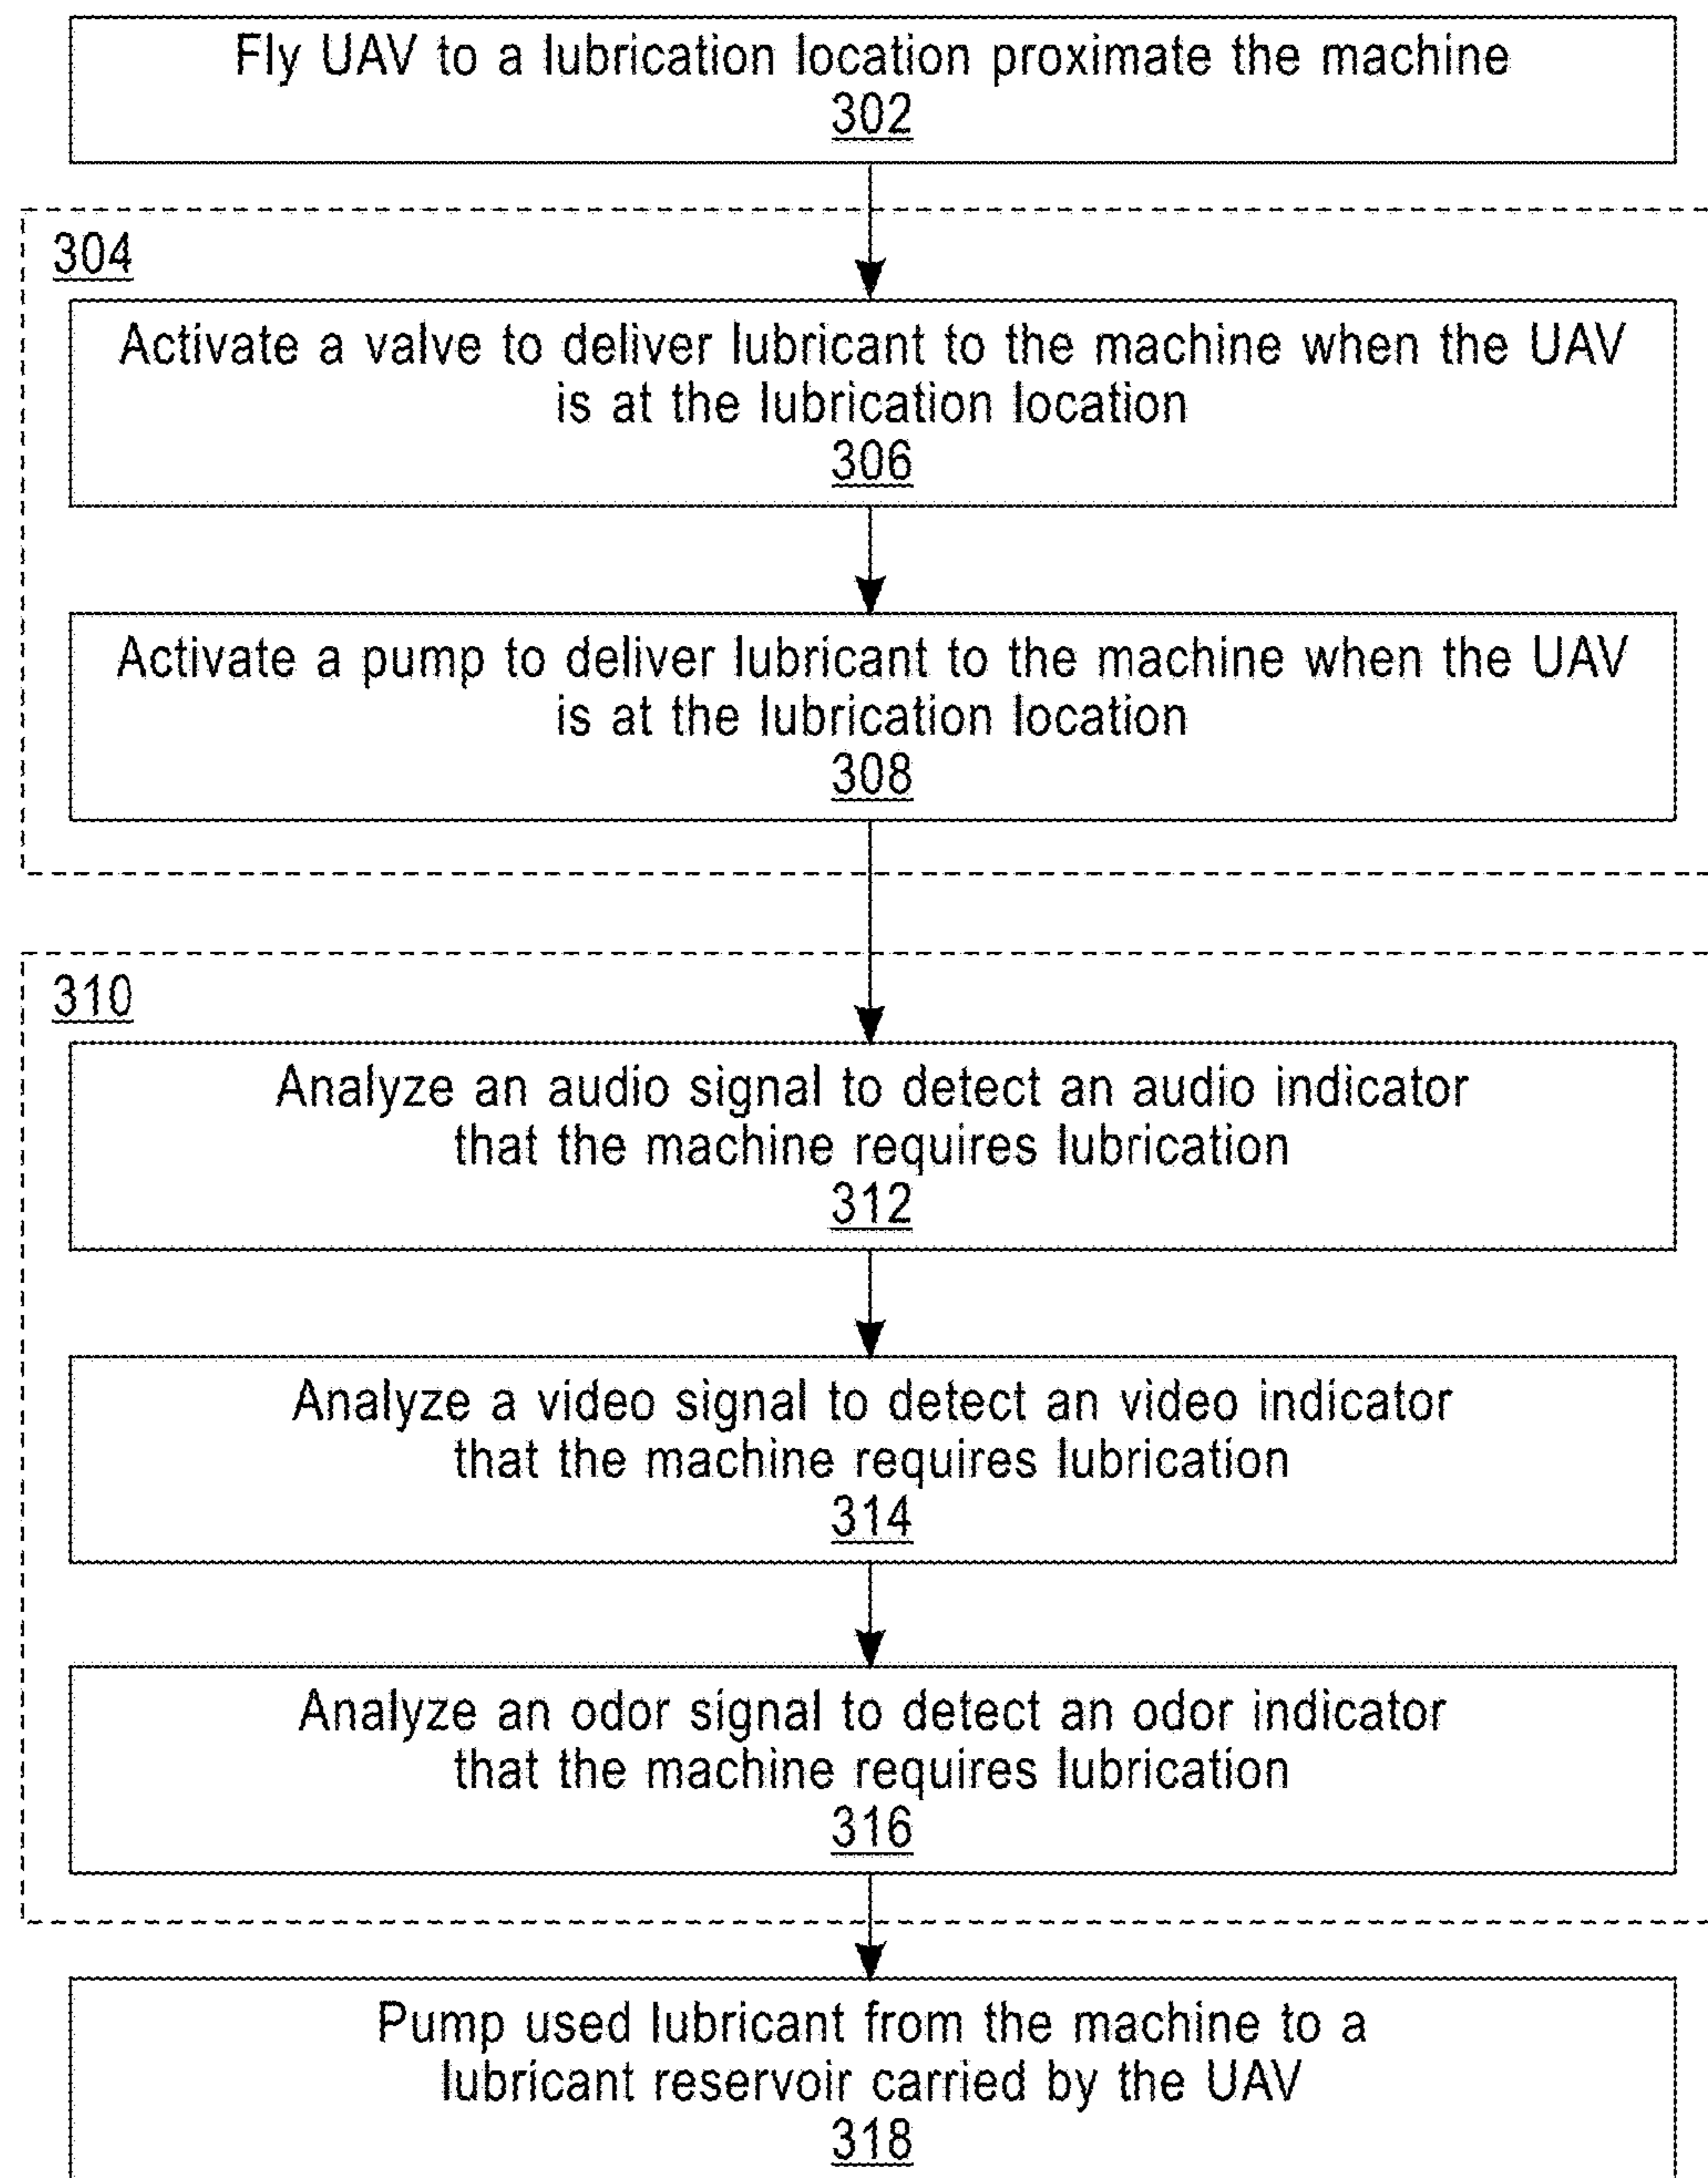 Fly UAV to a lubrication location proximate the machine
302
304
Activate a valve to deliver lubricant to the machine when the UAV
is at the lubrication location
306
Activate a pump to deliver lubricant to the machine when the UAV
is at the lubrication location
308
310
Analyze an audio signal to detect an audio indicator
that the machine requires lubrication
312
Analyze a video signal to detect an video indicator
that the machine requires lubrication
314
Analyze an odor signal to detect an odor indicator
that the machine requires lubrication
316
Pump used lubricant from the machine to a
lubricant reservoir carried by the UAV
318